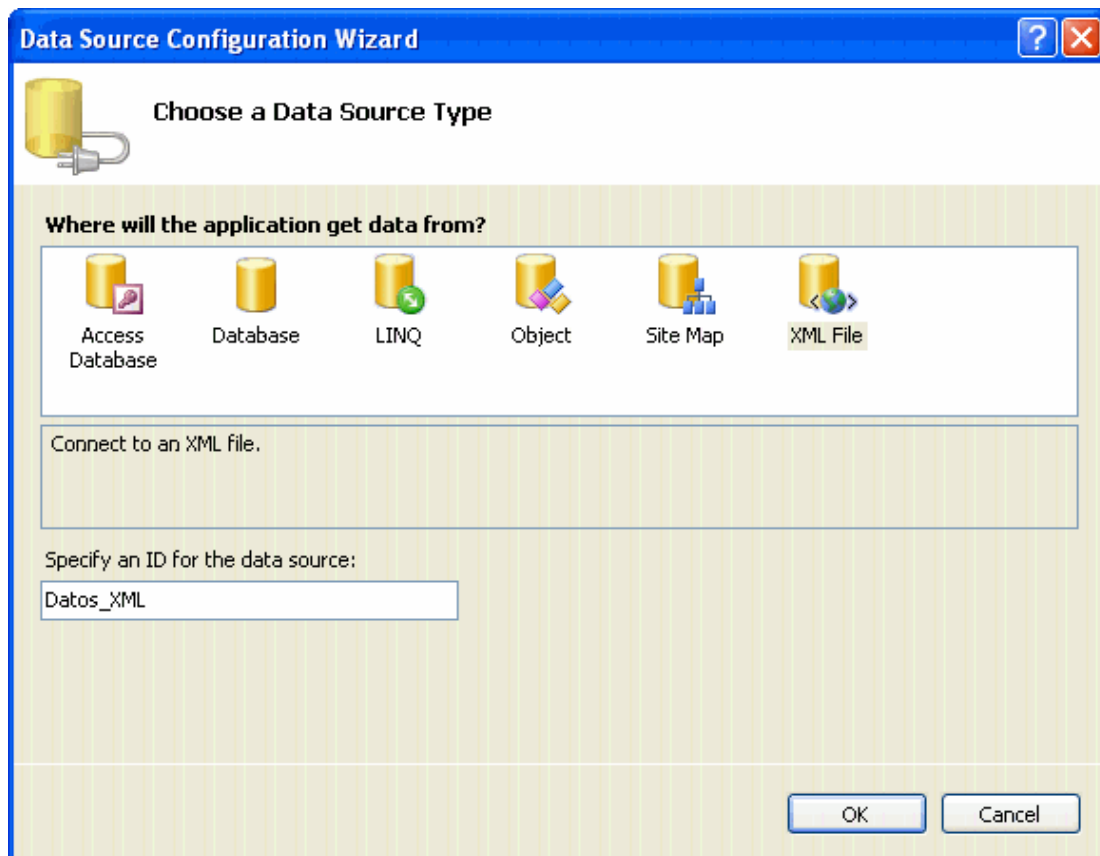 Data Source Configuration Wizard
Choose a Data Source Type
Where will the application get data from?
Access Database
Database
LINQ
Object
Site Map
XML File
Connect to an XML file.
Specify an ID for the data source:
Datos_XML
OK
Cancel